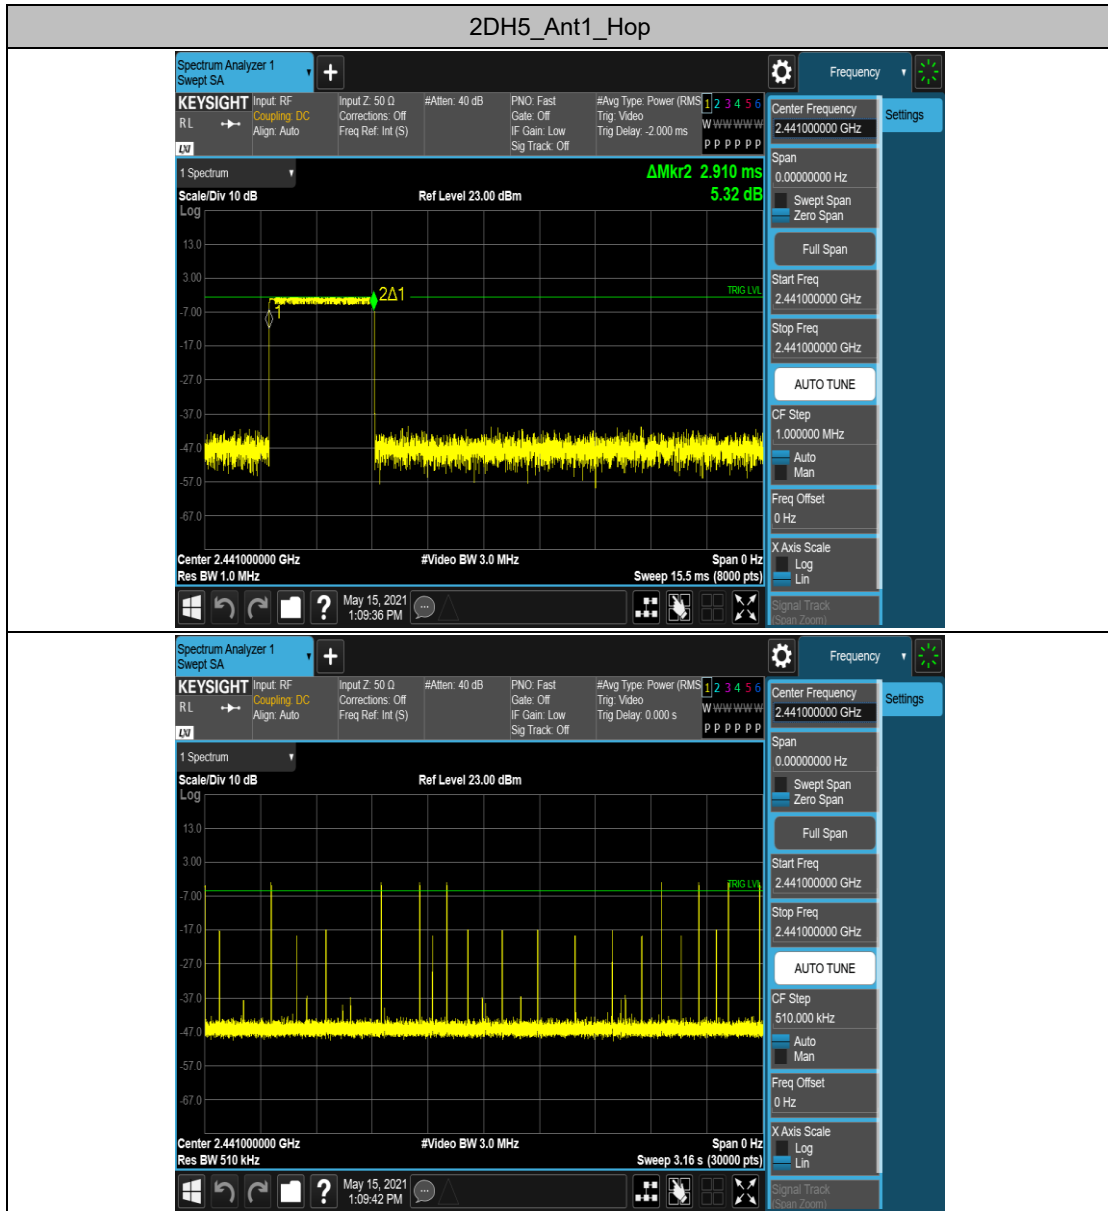 2DH5_Ant1_Hop
Spectrum Analyzer 1
Swept SA
+
Frequency
KEYSIGHT
RL
LXI
Input: RF
Coupling: DC
Align: Auto
Input Z: 50 Ω
Corrections: Off
Freq Ref: Int (S)
#Atten: 40 dB
PNO: Fast
Gate: Off
IF Gain: Low
Sig Track: Off
#Avg Type: Power (RMS
Trig: Video
Trig Delay: -2.000 ms
1 2 3 4 5 6
W W W W W W
P P P P P P
Center Frequency
2.441000000 GHz
Settings
Span
0.00000000 Hz
Swept Span
Zero Span
Full Span
Start Freq
2.441000000 GHz
Stop Freq
2.441000000 GHz
AUTO TUNE
CF Step
1.000000 MHz
Auto
Man
Freq Offset
0 Hz
X Axis Scale
Log
Lin
Signal Track
(Span Zoom)
1 Spectrum
Scale/Div 10 dB
Ref Level 23.00 dBm
ΔMkr2 2.910 ms
5.32 dB
Log
13.0
3.00
TRIG LVL
2Δ1
1
-7.00
-17.0
-27.0
-37.0
-47.0
-57.0
-67.0
Center 2.441000000 GHz
#Video BW 3.0 MHz
Span 0 Hz
Res BW 1.0 MHz
Sweep 15.5 ms (8000 pts)
?
May 15, 2021
1:09:36 PM
Spectrum Analyzer 1
Swept SA
+
Frequency
KEYSIGHT
RL
LXI
Input: RF
Coupling: DC
Align: Auto
Input Z: 50 Ω
Corrections: Off
Freq Ref: Int (S)
#Atten: 40 dB
PNO: Fast
Gate: Off
IF Gain: Low
Sig Track: Off
#Avg Type: Power (RMS
Trig: Video
Trig Delay: 0.000 s
1 2 3 4 5 6
W W W W W W
P P P P P P
Center Frequency
2.441000000 GHz
Settings
Span
0.00000000 Hz
Swept Span
Zero Span
Full Span
Start Freq
2.441000000 GHz
Stop Freq
2.441000000 GHz
AUTO TUNE
CF Step
510.000 kHz
Auto
Man
Freq Offset
0 Hz
X Axis Scale
Log
Lin
Signal Track
(Span Zoom)
1 Spectrum
Scale/Div 10 dB
Ref Level 23.00 dBm
Log
13.0
3.00
TRIG LVL
-7.00
-17.0
-27.0
-37.0
-47.0
-57.0
-67.0
Center 2.441000000 GHz
#Video BW 3.0 MHz
Span 0 Hz
Res BW 510 kHz
Sweep 3.16 s (30000 pts)
?
May 15, 2021
1:09:42 PM